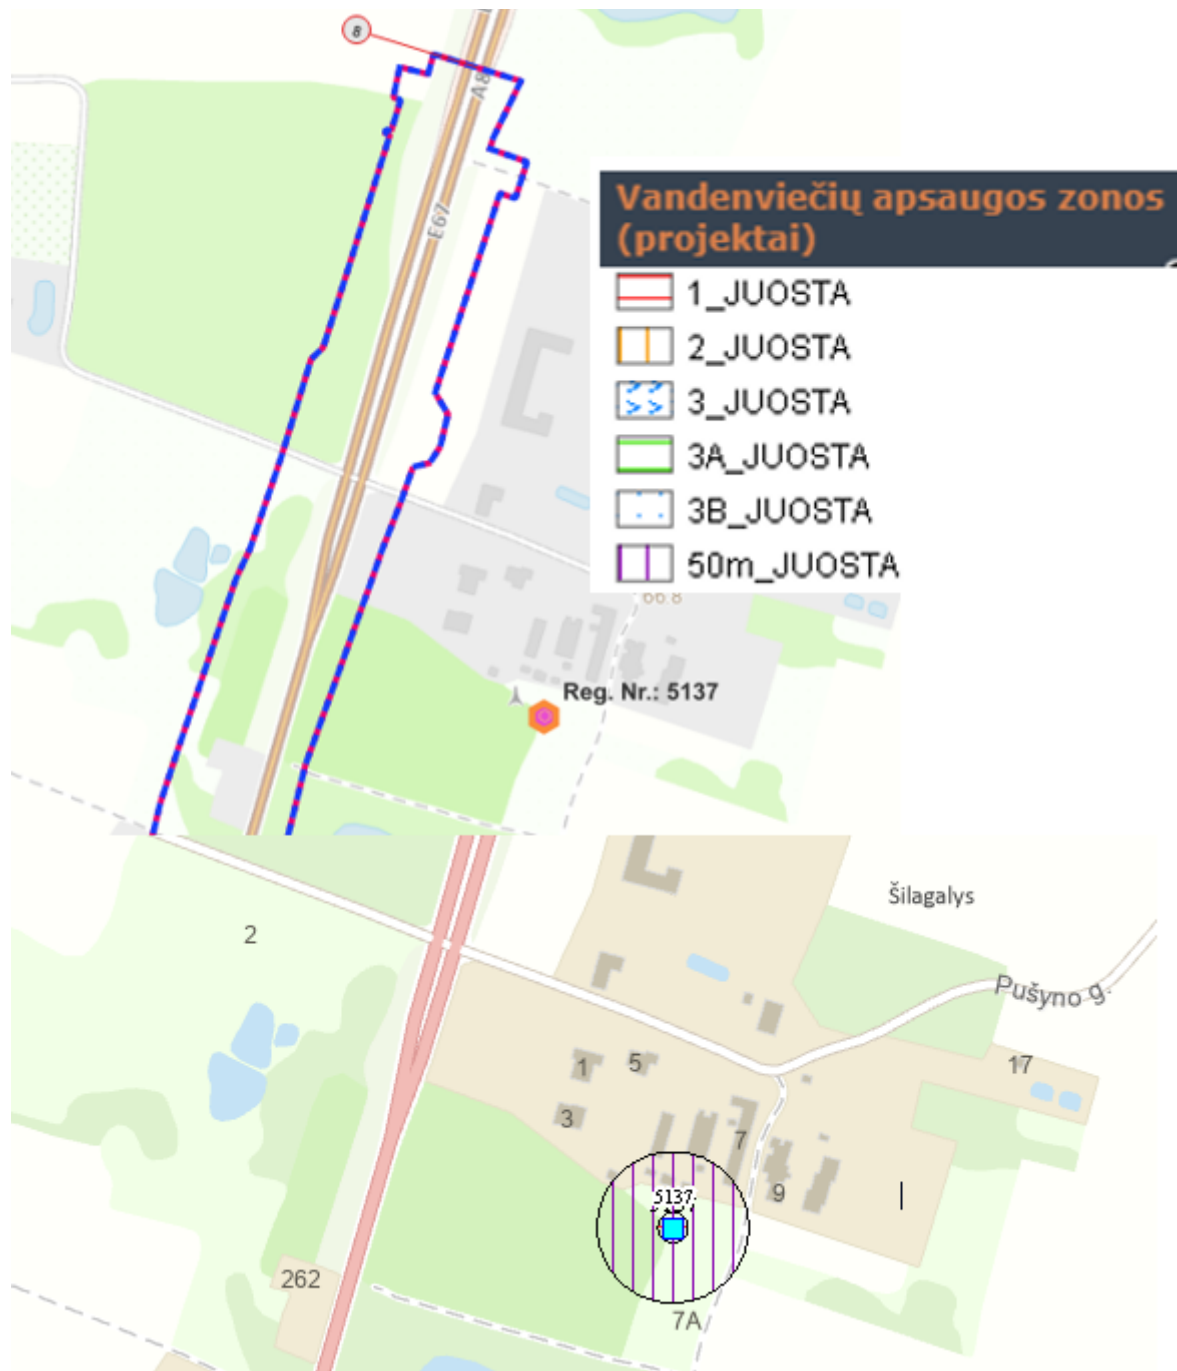 8
A8
E67
Vandenviečių apsaugos zonos
(projektai)
1_JUOSTA
2_JUOSTA
3_JUOSTA
3A_JUOSTA
3B_JUOSTA
50m_JUOSTA
66.8
Reg. Nr.: 5137
Šilagalys
2
Pušyno g.
1
5
17
3
7
5137
9
262
7A